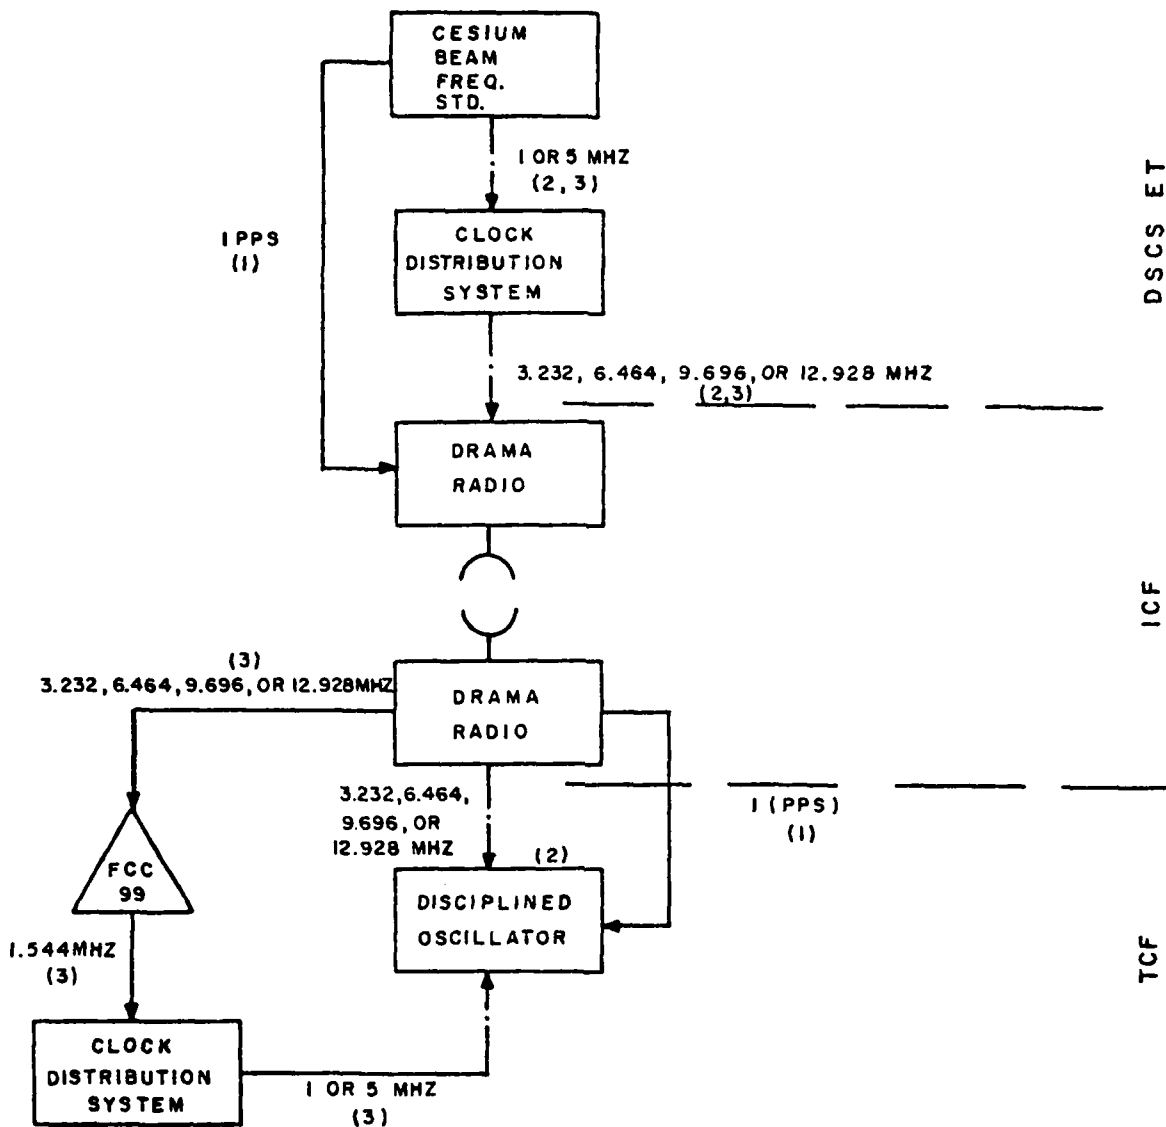 CESIUM
BEAM
FREQ.
STD.
1 OR 5 MHZ
(2, 3)
1 PPS
(1)
CLOCK
DISTRIBUTION
SYSTEM
3.232, 6.464, 9.696, OR 12.928 MHZ
(2,3)
DSCS ET
DRAMA
RADIO
ICF
(3)
3.232, 6.464, 9.696, OR 12.928MHZ
DRAMA
RADIO
3.232,6.464,
9.696, OR
12.928 MHZ
1 (PPS)
(1)
(2)
FCC
99
DISCIPLINED
OSCILLATOR
TCF
1.544MHZ
(3)
CLOCK
DISTRIBUTION
SYSTEM
1 OR 5 MHZ
(3)